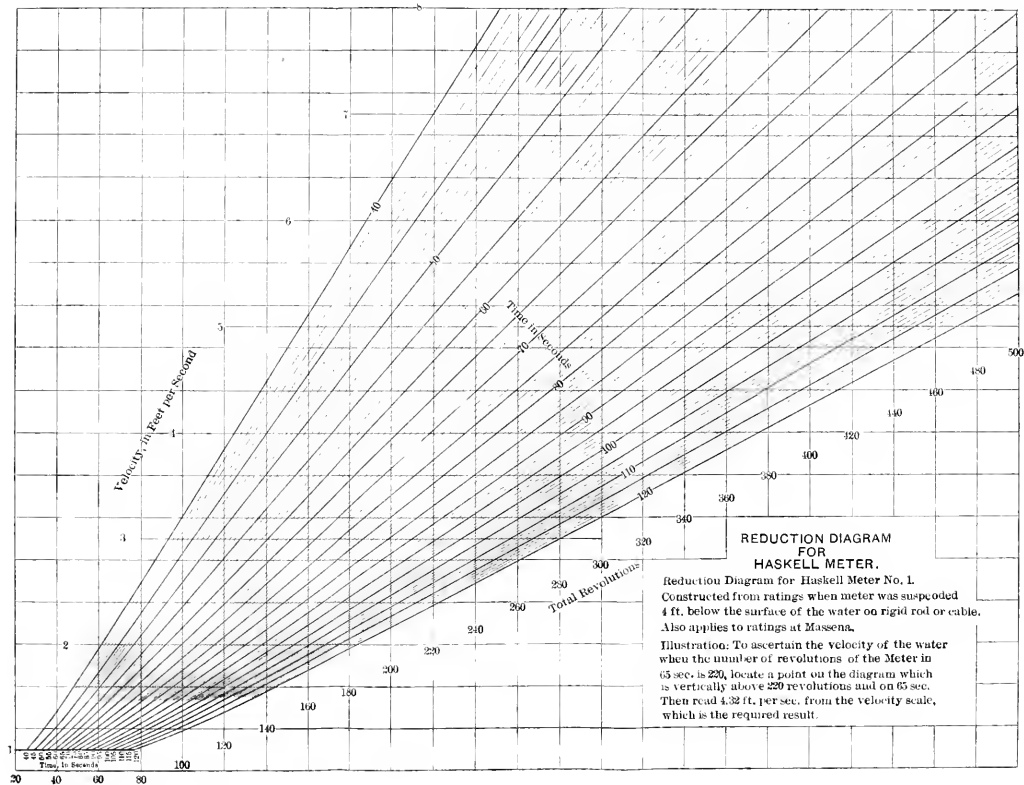 8
7
6
5
4
3
2
1
Velocity, in Feet per Second
40
50
60
70
80
90
100
110
120
Time in Seconds
Total Revolutions
500
480
460
440
420
400
380
360
340
320
300
280
260
240
220
200
180
160
140
120
100
80
60
40
20
Time, in Seconds
REDUCTION DIAGRAM
FOR
HASKELL METER.
Reduction Diagram for Haskell Meter No. 1.
Constructed from ratings when meter was suspended
4 ft. below the surface of the water on rigid rod or cable.
Also applies to ratings at Massena.
Illustration: To ascertain the velocity of the water
when the number of revolutions of the Meter in
65 sec. is 220, locate a point on the diagram which
is vertically above 220 revolutions and on 65 sec.
Then read 4.32 ft. per sec. from the velocity scale,
which is the required result.